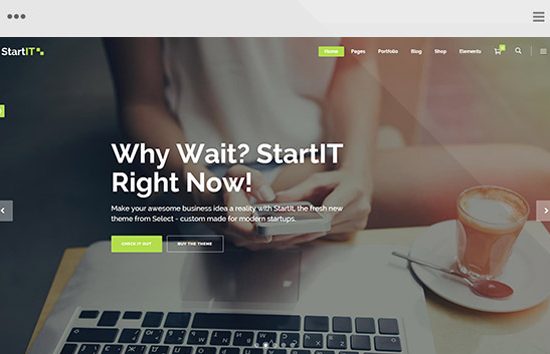 StartIT
Home Pages Portfolio Blog Shop Elements
Why Wait? StartIT
Right Now!
Make your awesome business idea a reality with StartIt, the fresh new
theme from Select - custom made for modern startups.
CHECK IT OUT BUY THE THEME